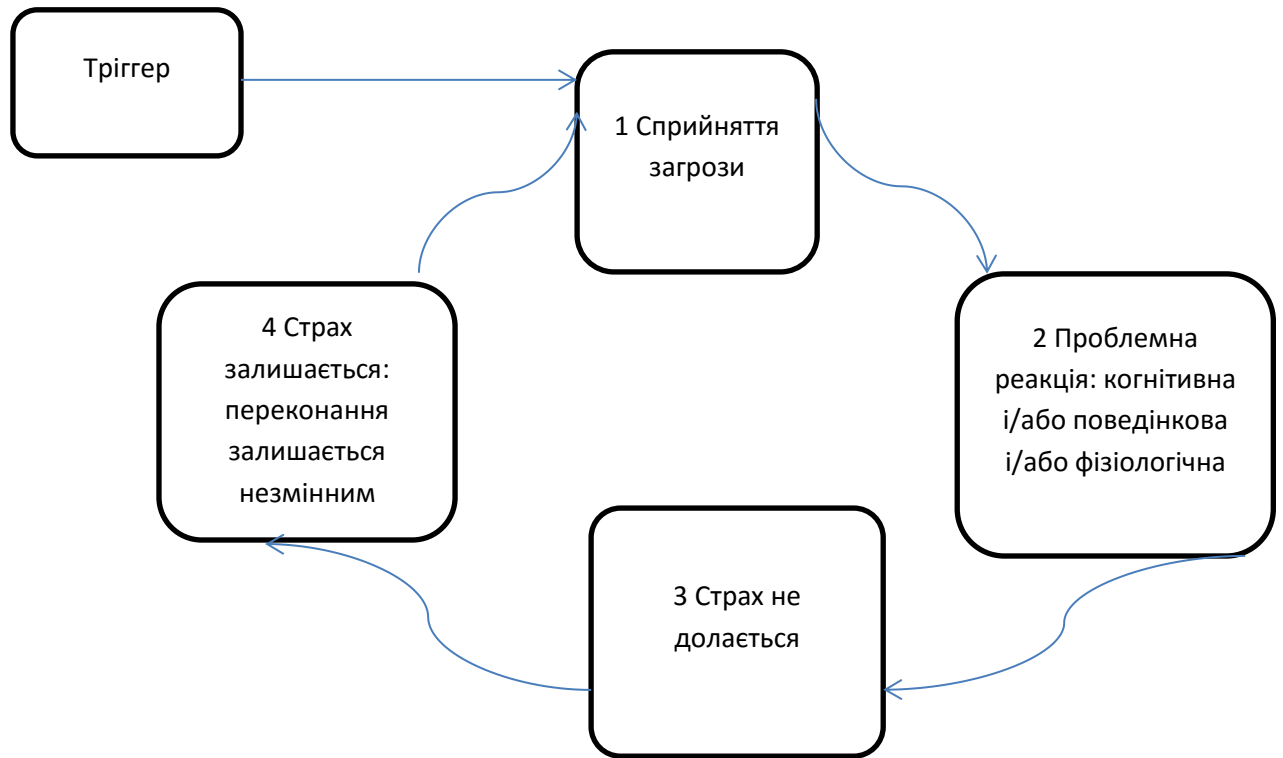 Тріггер
1 Сприйняття
загрози
2 Проблемна
реакція: когнітивна
і/або поведінкова
і/або фізіологічна
3 Страх не
долається
4 Страх
залишається:
переконання
залишається
незмінним